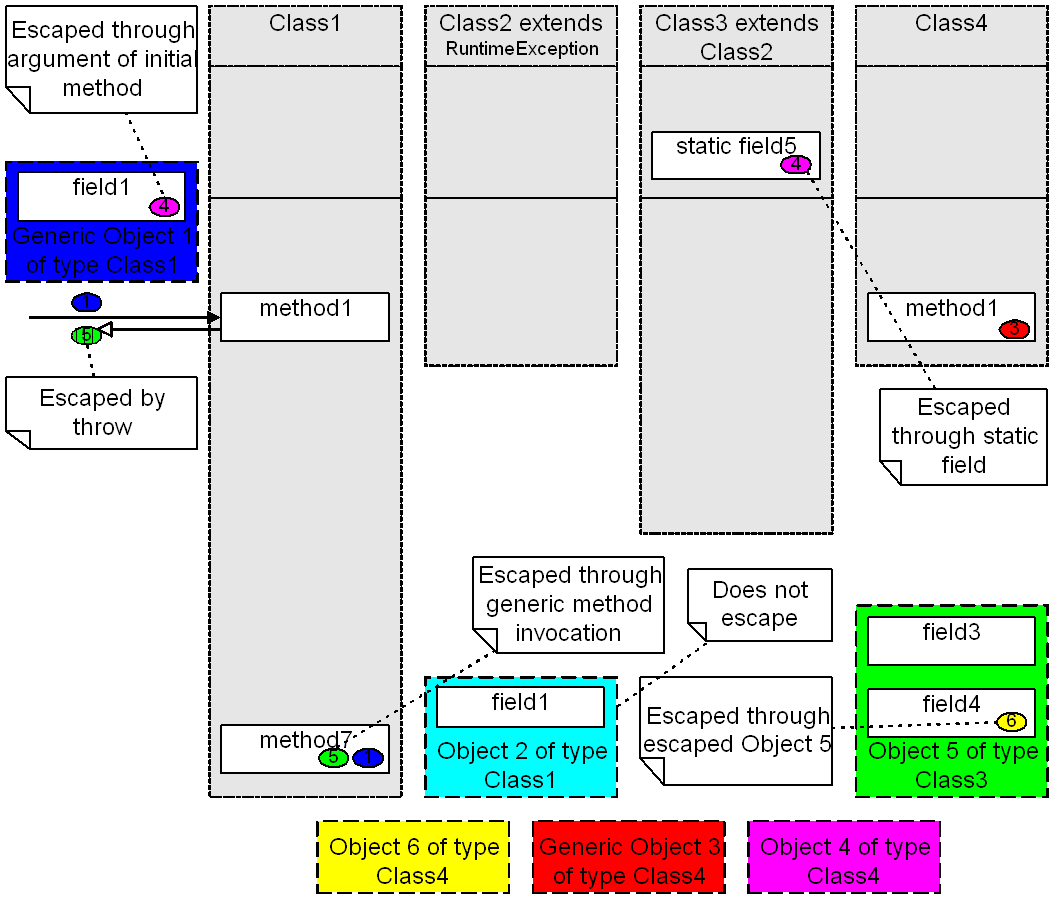 Escaped through
argument of initial
method
Class1
Class2 extends
RuntimeException
Class3 extends
Class2
Class4
static field5
4
field1
4
Generic Object 1
of type Class1
1
method1
5
method1
3
Escaped by
throw
Escaped
through static
field
Escaped through
generic method
invocation
Does not
escape
field3
field1
Object 2 of type
Class1
Escaped through
escaped Object 5
field4
6
Object 5 of type
Class3
method7
5
1
Object 6 of type
Class4
Generic Object 3
of type Class4
Object 4 of type
Class4